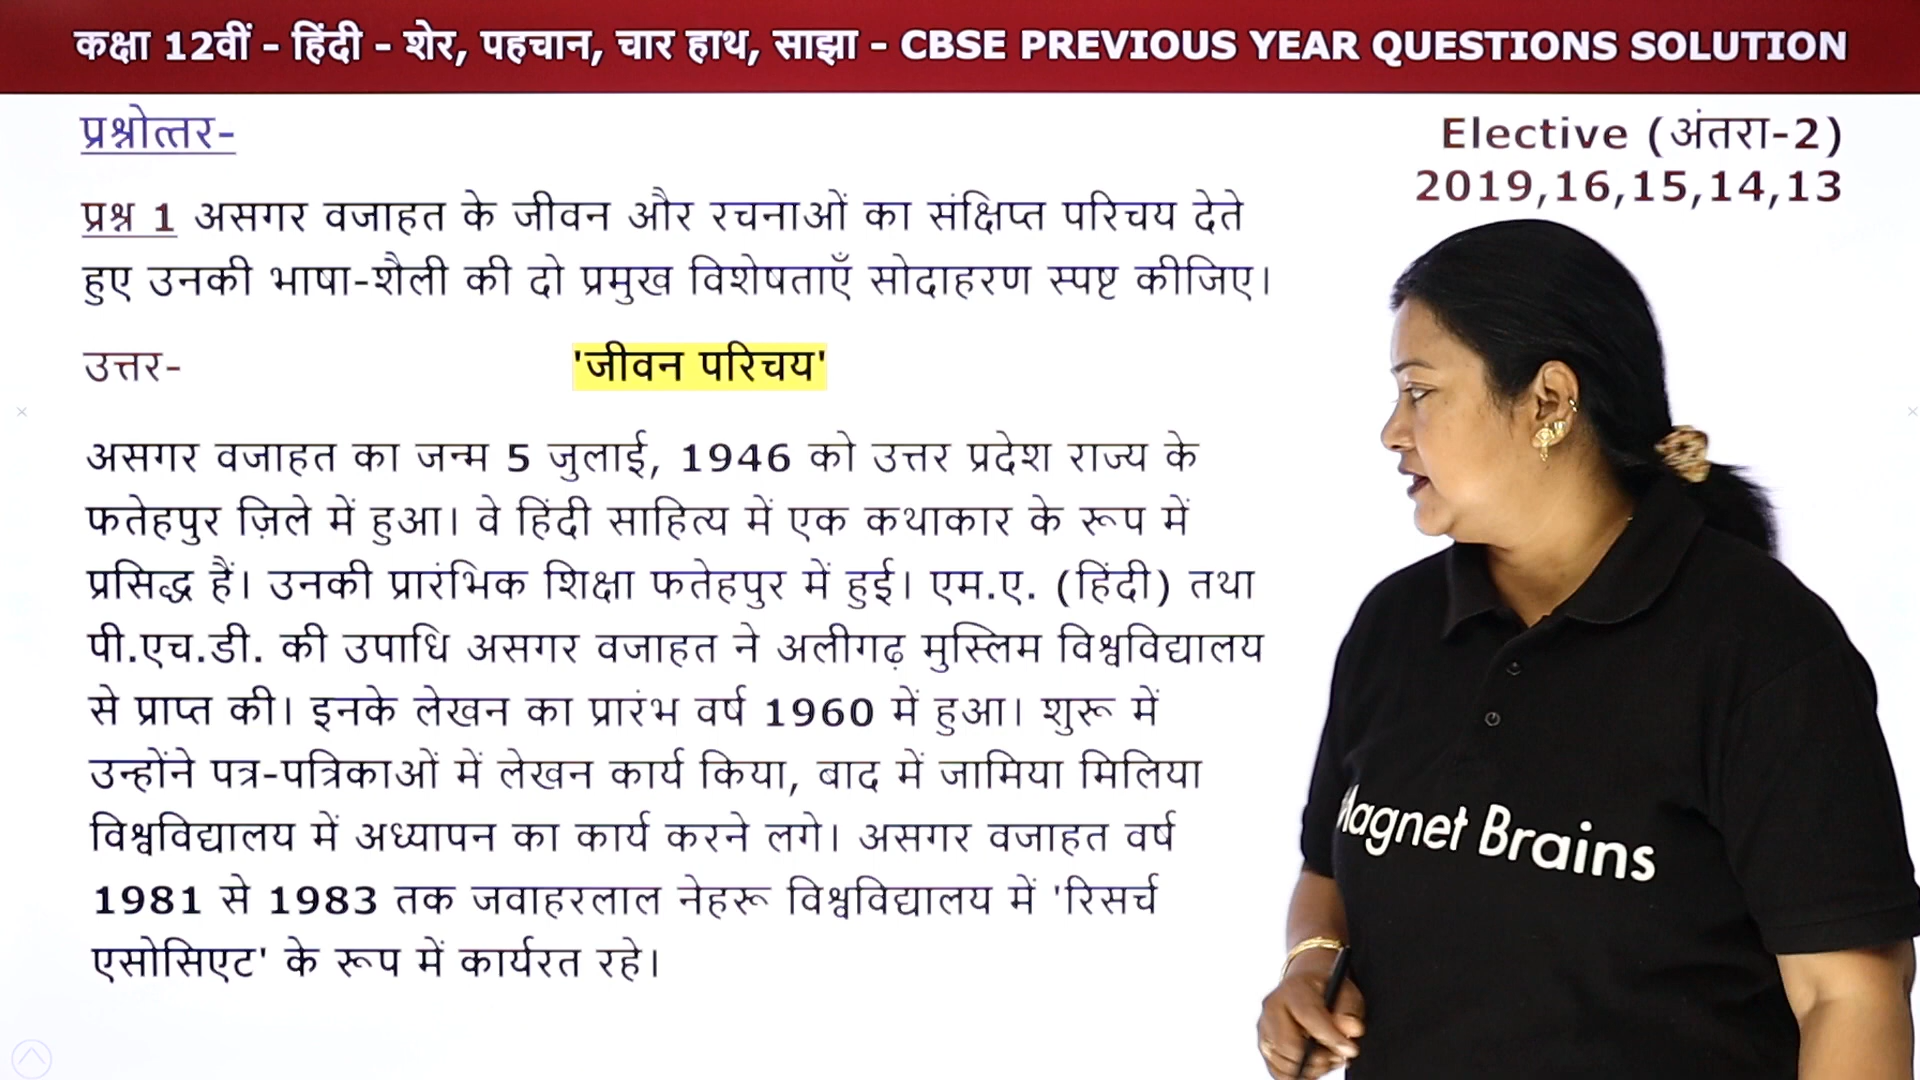 कक्षा 12वीं - हिंदी - शेर, पहचान, चार हाथ, साझा - CBSE PREVIOUS YEAR QUESTIONS SOLUTION
प्रश्नोत्तर-
Elective (अंतरा-2)
2019,16,15,14,13
प्रश्न 1 असगर वजाहत के जीवन और रचनाओं का संक्षिप्त परिचय देते
हुए उनकी भाषा-शैली की दो प्रमुख विशेषताएँ सोदाहरण स्पष्ट कीजिए।
उत्तर- 'जीवन परिचय'
असगर वजाहत का जन्म 5 जुलाई, 1946 को उत्तर प्रदेश राज्य के
फतेहपुर ज़िले में हुआ। वे हिंदी साहित्य में एक कथाकार के रूप में
प्रसिद्ध हैं। उनकी प्रारंभिक शिक्षा फतेहपुर में हुई। एम.ए. (हिंदी) तथा
पी.एच.डी. की उपाधि असगर वजाहत ने अलीगढ़ मुस्लिम विश्वविद्यालय
से प्राप्त की। इनके लेखन का प्रारंभ वर्ष 1960 में हुआ। शुरू में
उन्होंने पत्र-पत्रिकाओं में लेखन कार्य किया, बाद में जामिया मिलिया
विश्वविद्यालय में अध्यापन का कार्य करने लगे। असगर वजाहत वर्ष
1981 से 1983 तक जवाहरलाल नेहरू विश्वविद्यालय में 'रिसर्च
एसोसिएट' के रूप में कार्यरत रहे।
Magnet Brains